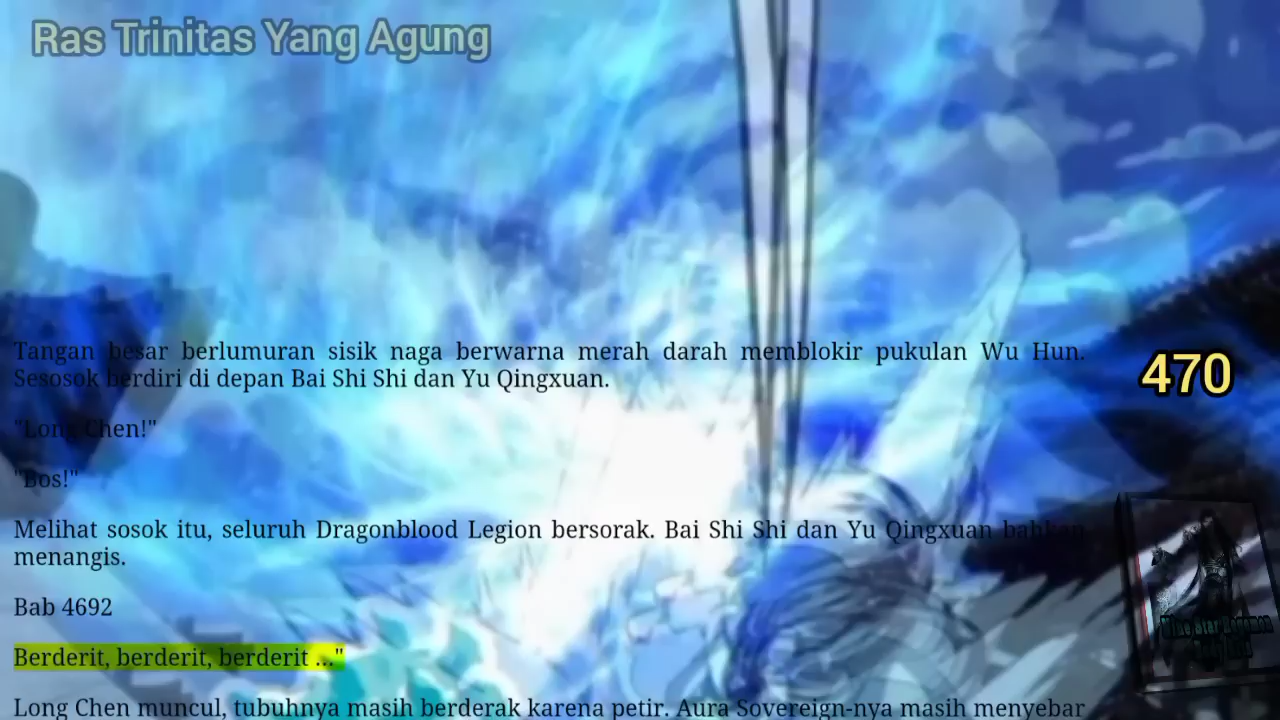 Ras Trinitas Yang Agung
Tangan besar berlumuran sisik naga berwarna merah darah memblokir pukulan Wu Hun.
Sesosok berdiri di depan Bai Shi Shi dan Yu Qingxuan.
470
"Long Chen!"
"Bos!"
Melihat sosok itu, seluruh Dragonblood Legion bersorak. Bai Shi Shi dan Yu Qingxuan bahkan
menangis.
Bab 4692
Berderit, berderit, berderit ..."
Long Chen muncul, tubuhnya masih berderak karena petir. Aura Sovereign-nya masih menyebar